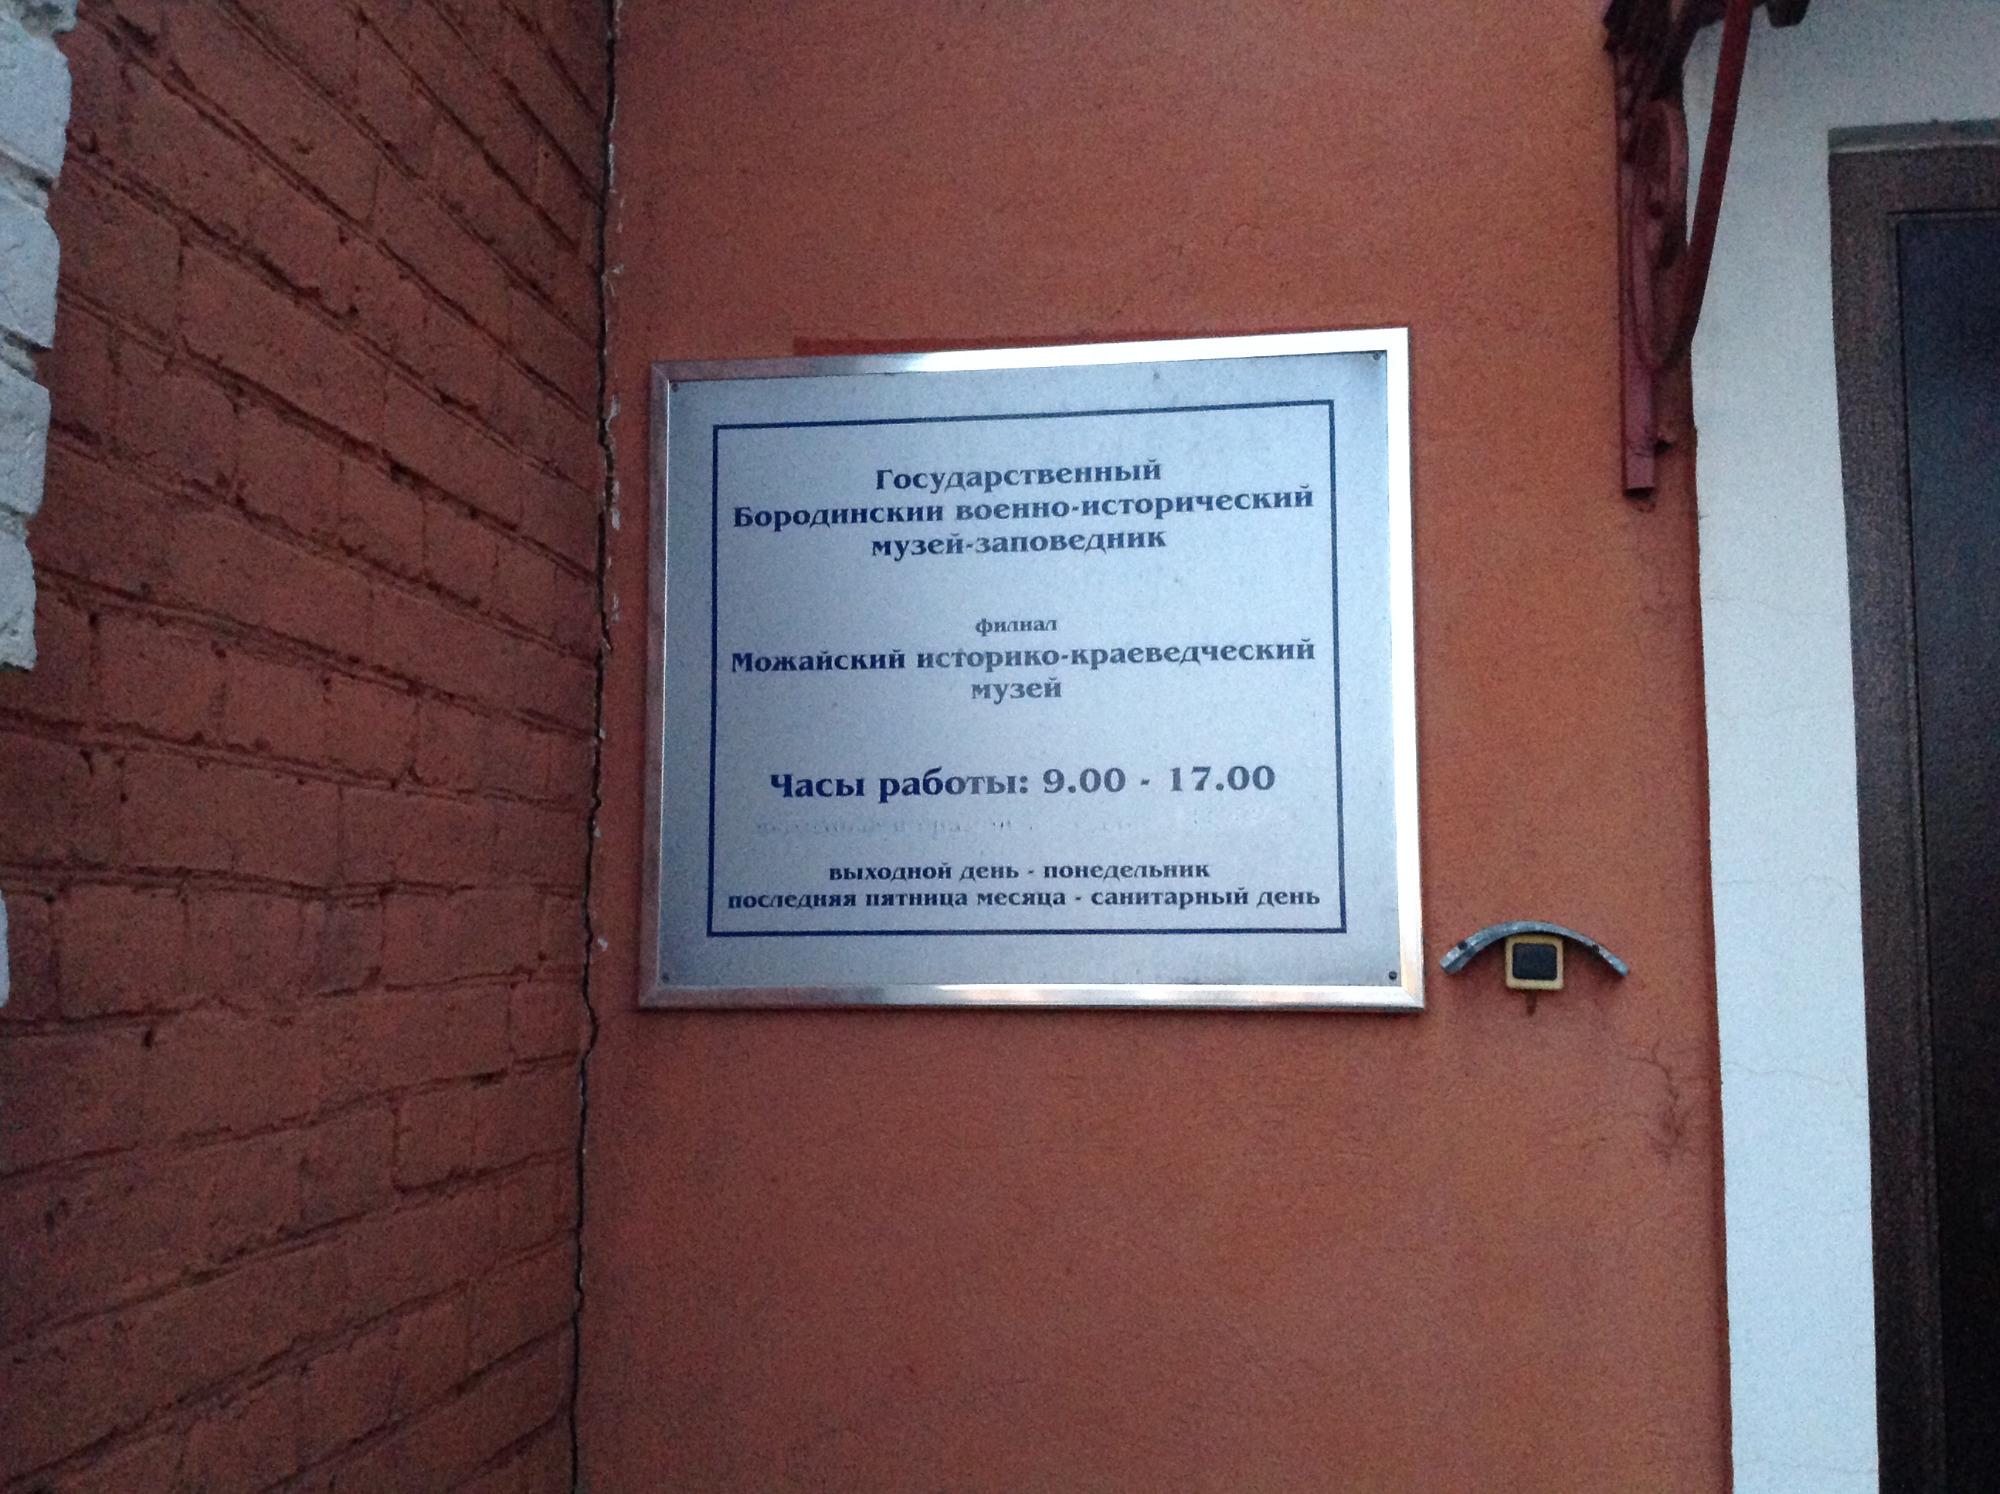 Государственный
Бородинский военно-исторический
музей-заповедник
филиал
Можайский историко-краеведческий
музей
Часы работы: 9.00 - 17.00
выходной день - понедельник
последняя пятница месяца - санитарный день